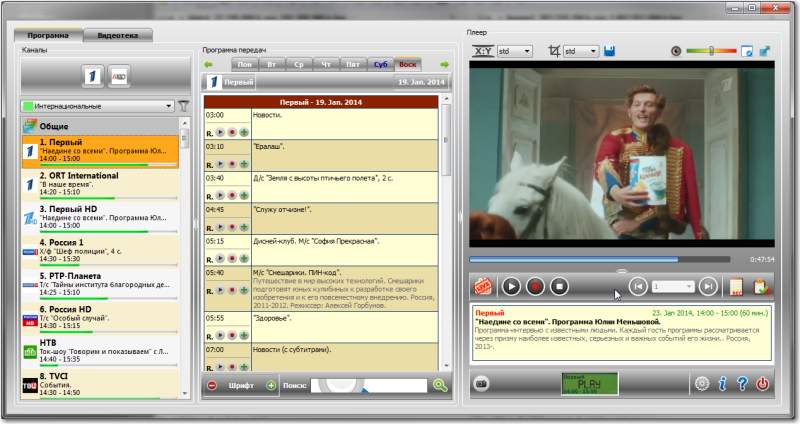 Программа
Видеотека
Каналы
Интернациональные
Общие
1. Первый
"Наедине со всеми". Программа Юл...
14:00 - 15:00
2. ORT International
"В наше время".
14:20 - 15:10
3. Первый HD
"Наедине со всеми". Программа Юл...
14:00 - 15:00
4. Россия 1
Х/ф "Шеф полиции", 4 с.
14:30 - 15:30
5. РТР-Планета
Т/с "Тайны института благородных де...
14:25 - 15:10
6. Россия HD
Т/с "Особый случай".
14:30 - 15:15
НТВ
Ток-шоу "Говорим и показываем" с Л...
14:40 - 15:35
8. TVCI
События.
14:30 - 14:50
Программа передач
Пон
Вт
Ср
Чт
Пят
Суб
Воск
Первый
19. Jan. 2014
Первый - 19. Jan. 2014
03:00
Новости.
R.
03:10
"Ералаш".
R.
03:40
Д/с "Земля с высоты птичьего полета", 2 с.
R.
04:45
"Служу отчизне!".
R.
05:15
Дисней-клуб. М/с "София Прекрасная".
R.
05:40
М/с "Смешарики. ПИН-код".
Путешествие в мир высоких технологий. Смешарики
подготовят юных кулибиных к разработке своего
изобретения и к его повсеместному внедрению. Россия,
2011-2012. Режиссер: Алексей Горбунов.
R.
05:55
"Здоровье".
R.
07:00
Новости (с субтитрами).
R.
Шрифт
Поиск:
Плеер
X:Y
std
std
0:47:54
LIVE
1
REC
Первый
23. Jan 2014, 14:00 - 15:00 (60 мин.)
"Наедине со всеми". Программа Юлии Меньшовой.
Программа-интервью с известными людьми. Каждый гость программы рассматривается
через призму наиболее известных, серьезных и важных событий его жизни.. Россия,
2013-.
Первый
PLAY
14:00 - 15:00